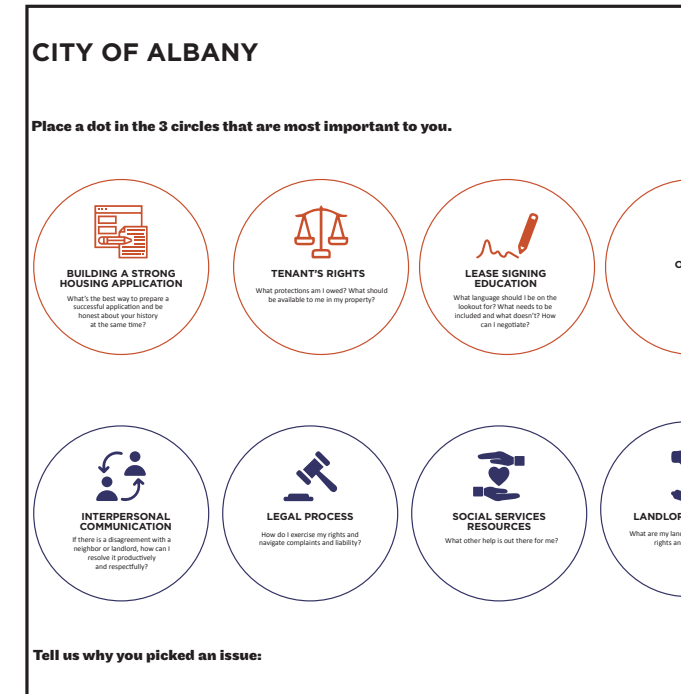 CITY OF ALBANY
Place a dot in the 3 circles that are most important to you.
BUILDING A STRONG
HOUSING APPLICATION
What's the best way to prepare a
successful application and be
honest about your history
at the same time?
TENANT'S RIGHTS
What protections am I owed? What should
be available to me in my property?
LEASE SIGNING
EDUCATION
What language should I be on the
lookout for? What needs to be
included and what doesn't? How
can I negotiate?
INTERPERSONAL
COMMUNICATION
If there is a disagreement with a
neighbor or landlord, how can I
resolve it productively
and respectfully?
LEGAL PROCESS
How do I exercise my rights and
navigate complaints and liability?
SOCIAL SERVICES
RESOURCES
What other help is out there for me?
What are my
rights
Tell us why you picked an issue: